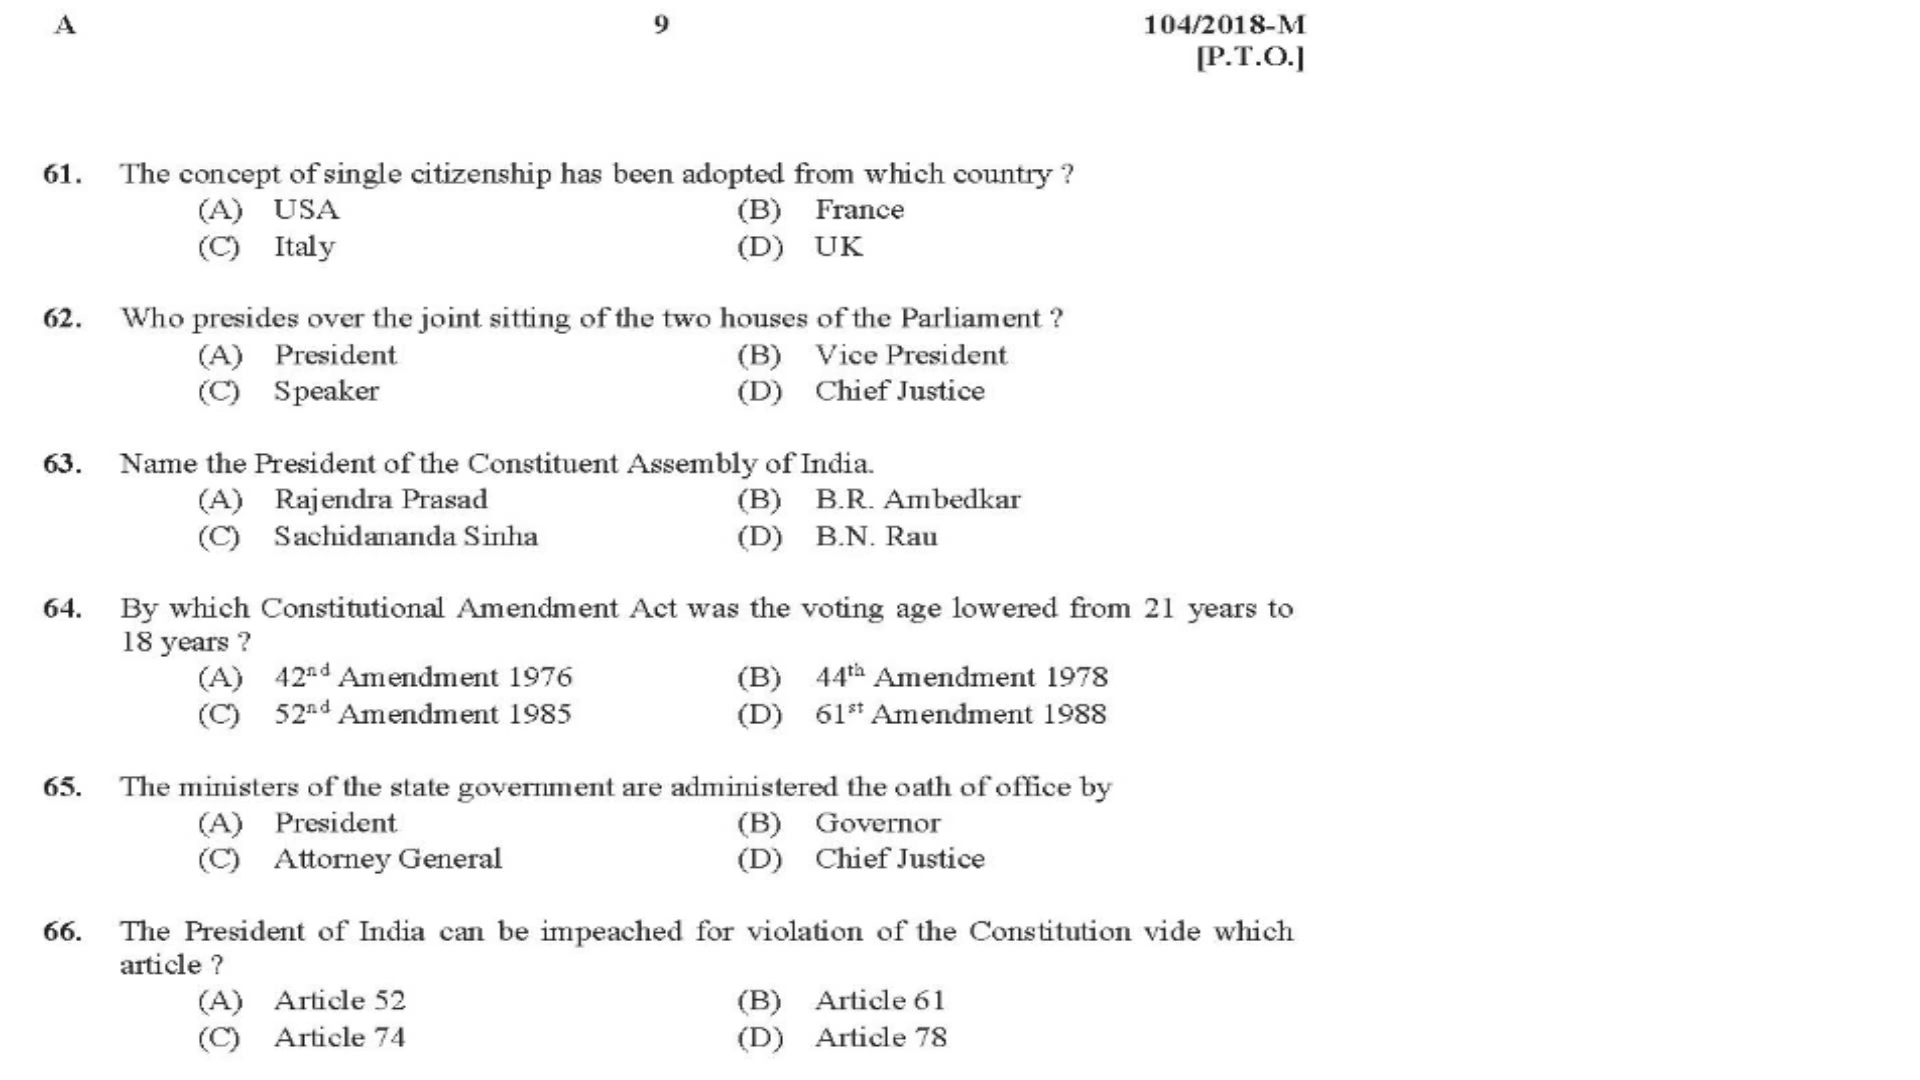 A 9 104/2018-M
[P.T.O.]
61. The concept of single citizenship has been adopted from which country ?
(A) USA (B) France
(C) Italy (D) UK
62. Who presides over the joint sitting of the two houses of the Parliament ?
(A) President (B) Vice President
(C) Speaker (D) Chief Justice
63. Name the President of the Constituent Assembly of India.
(A) Rajendra Prasad (B) B.R. Ambedkar
(C) Sachidananda Sinha (D) B.N. Rau
64. By which Constitutional Amendment Act was the voting age lowered from 21 years to
18 years ?
(A) 42nd Amendment 1976 (B) 44th Amendment 1978
(C) 52nd Amendment 1985 (D) 61st Amendment 1988
65. The ministers of the state government are administered the oath of office by
(A) President (B) Governor
(C) Attorney General (D) Chief Justice
66. The President of India can be impeached for violation of the Constitution vide which
article ?
(A) Article 52 (B) Article 61
(C) Article 74 (D) Article 78